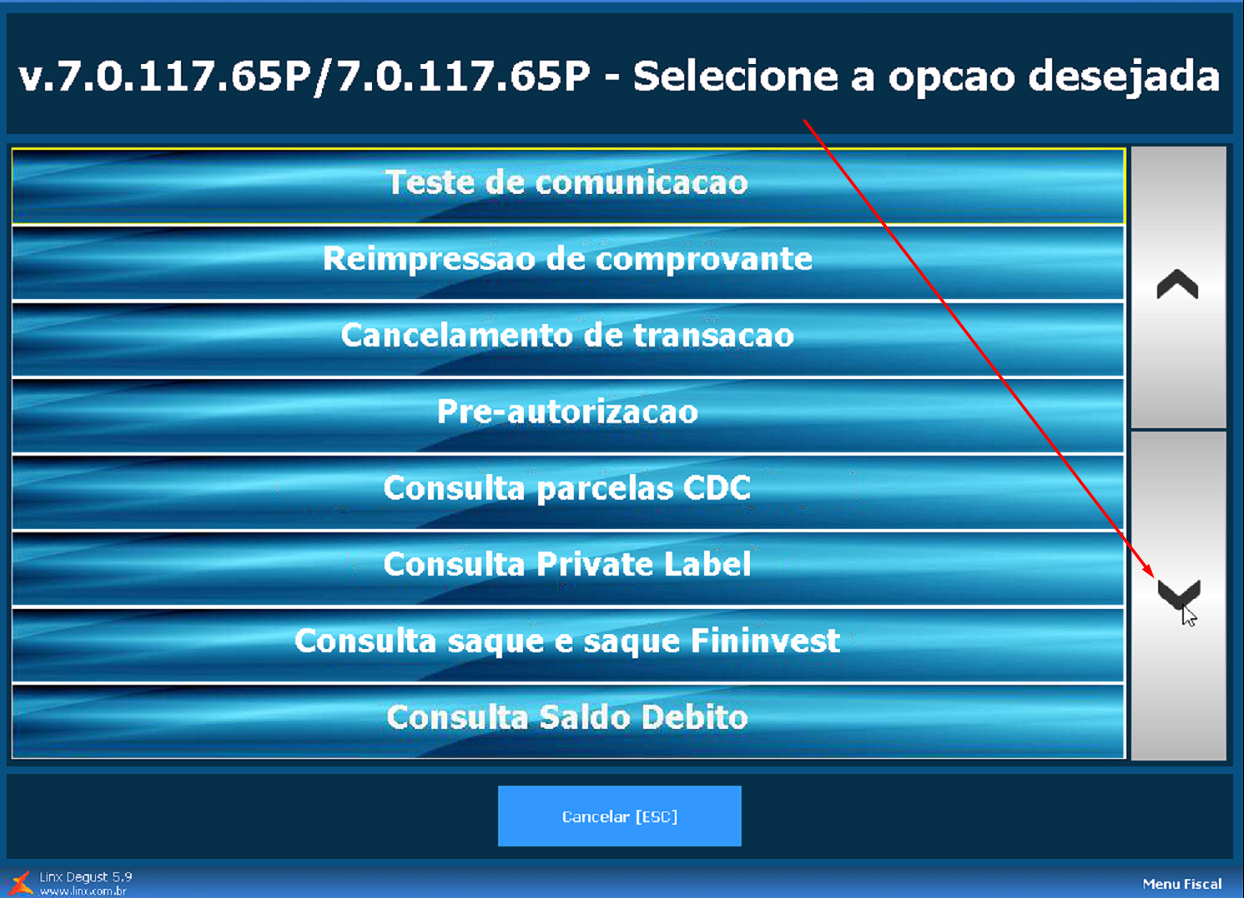 v.7.0.117.65P/7.0.117.65P - Selecione a opcao desejada
Teste de comunicacao
Reimpressao de comprovante
Cancelamento de transacao
Pre-autorizacao
Consulta parcelas CDC
Consulta Private Label
Consulta saque e saque Fininvest
Consulta Saldo Debito
Cancelar [ESC]
Linx Degust 5.9
www.linx.com.br
Menu Fiscal